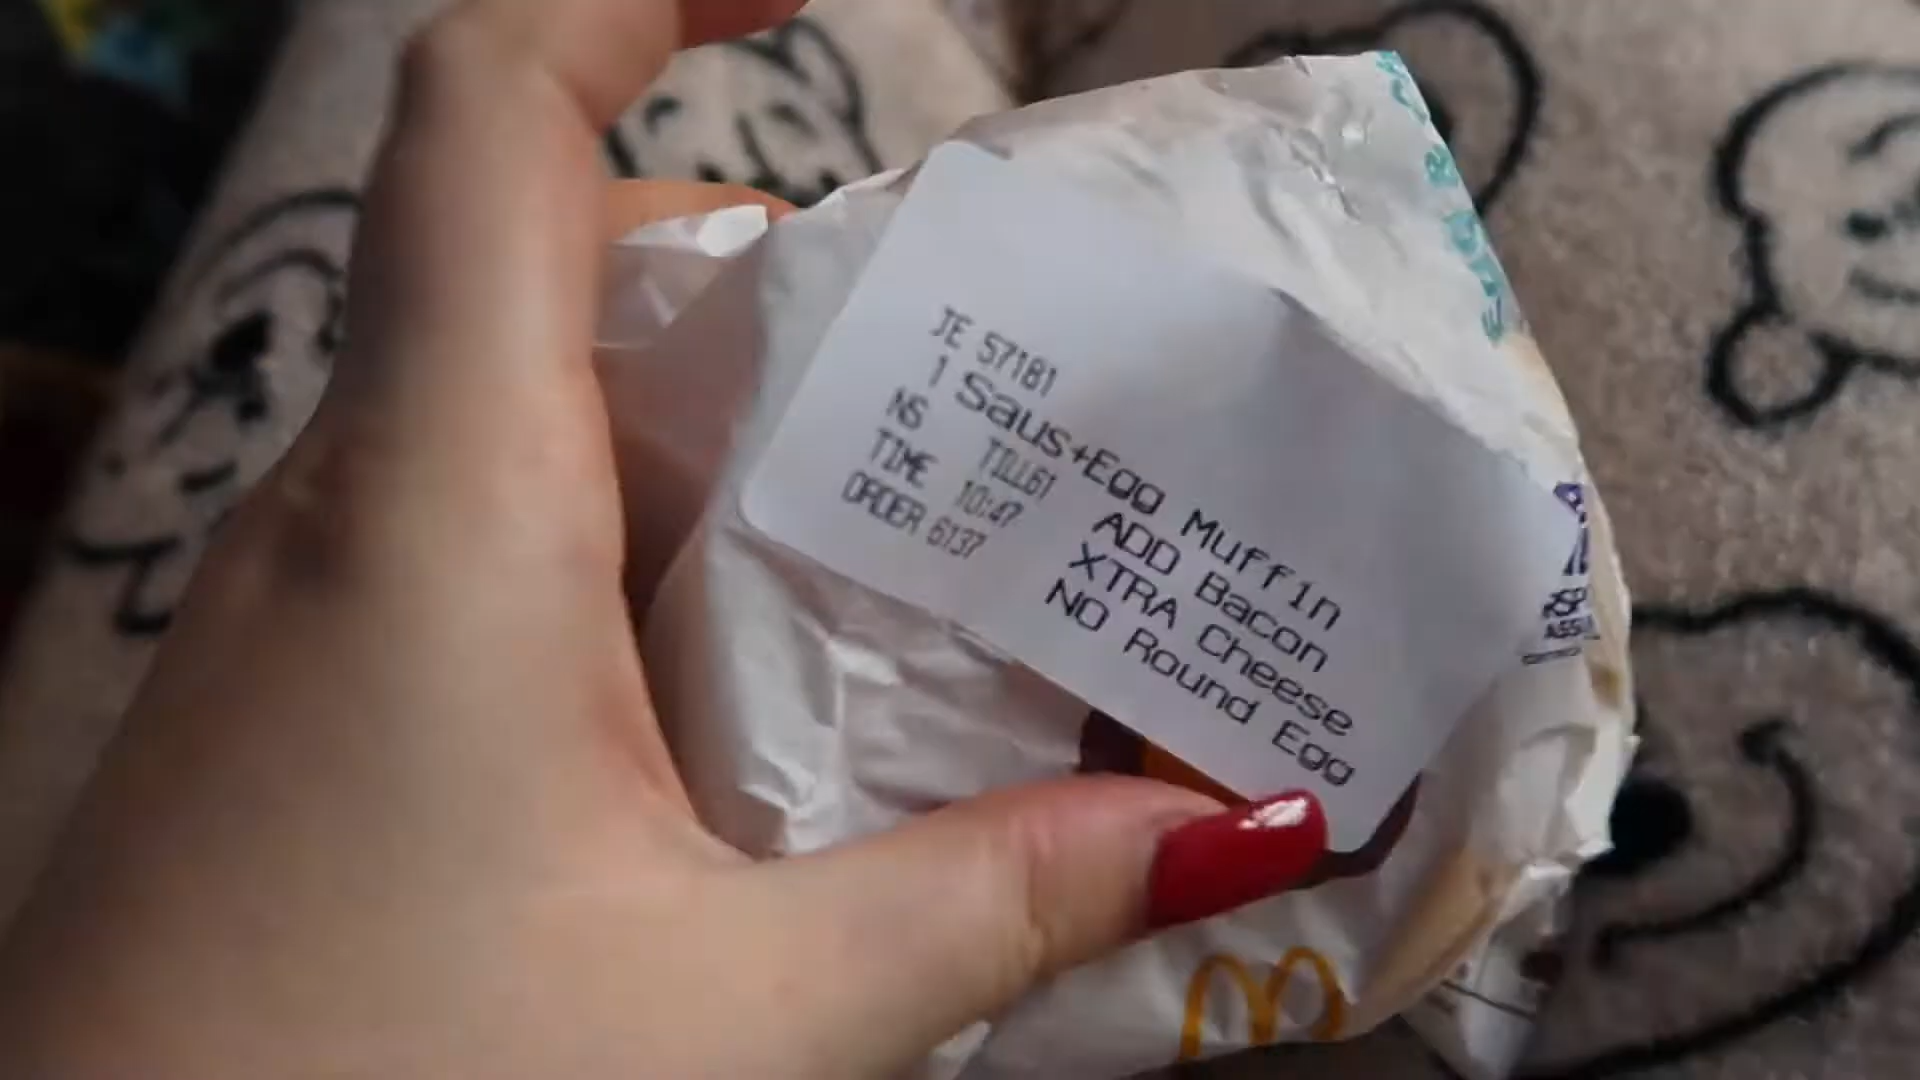 JE 57181
1 Saus+Egg Muffin
ADD Bacon
XTRA Cheese
NO Round Egg
NS TILL61
TIME 10:47
ORDER 6137